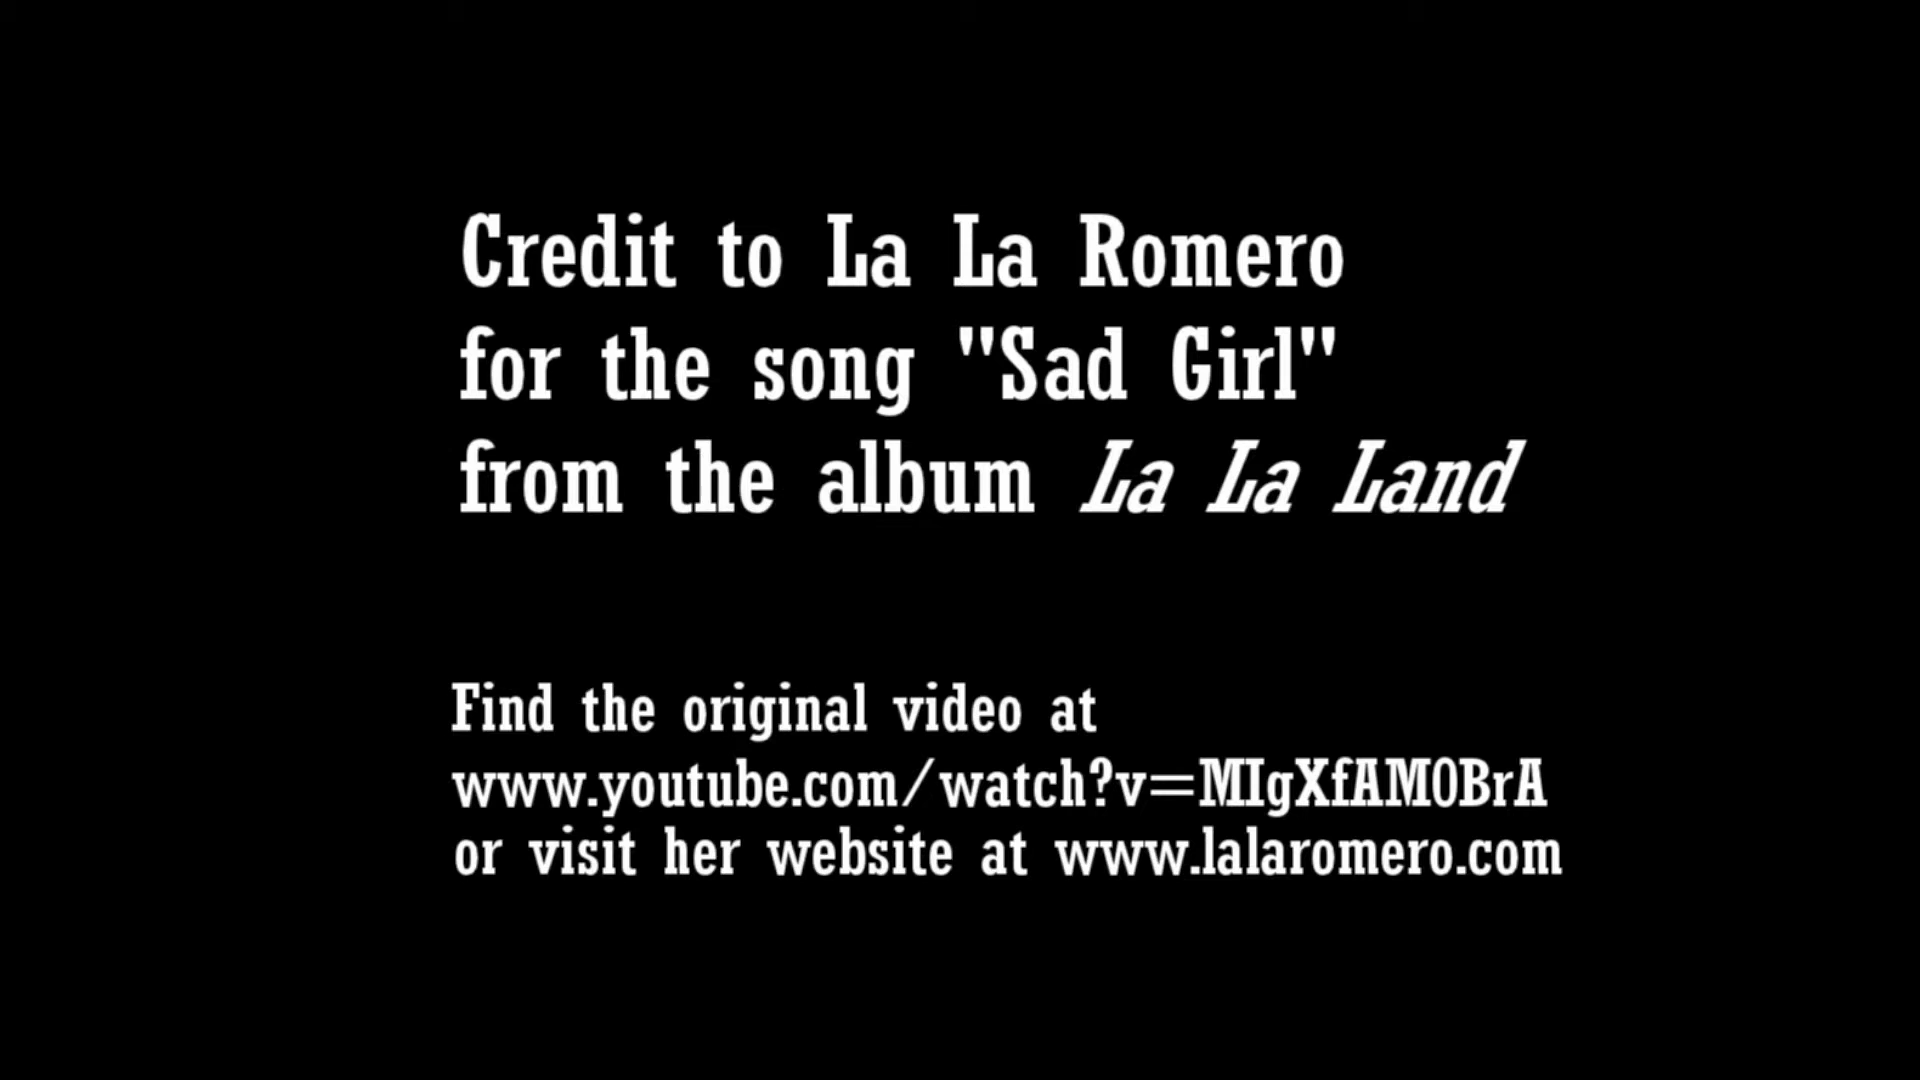 Credit to La La Romero
for the song "Sad Girl"
from the album La La Land
Find the original video at
www.youtube.com/watch?v=MIgXfAM0BrA
or visit her website at www.lalaromero.com